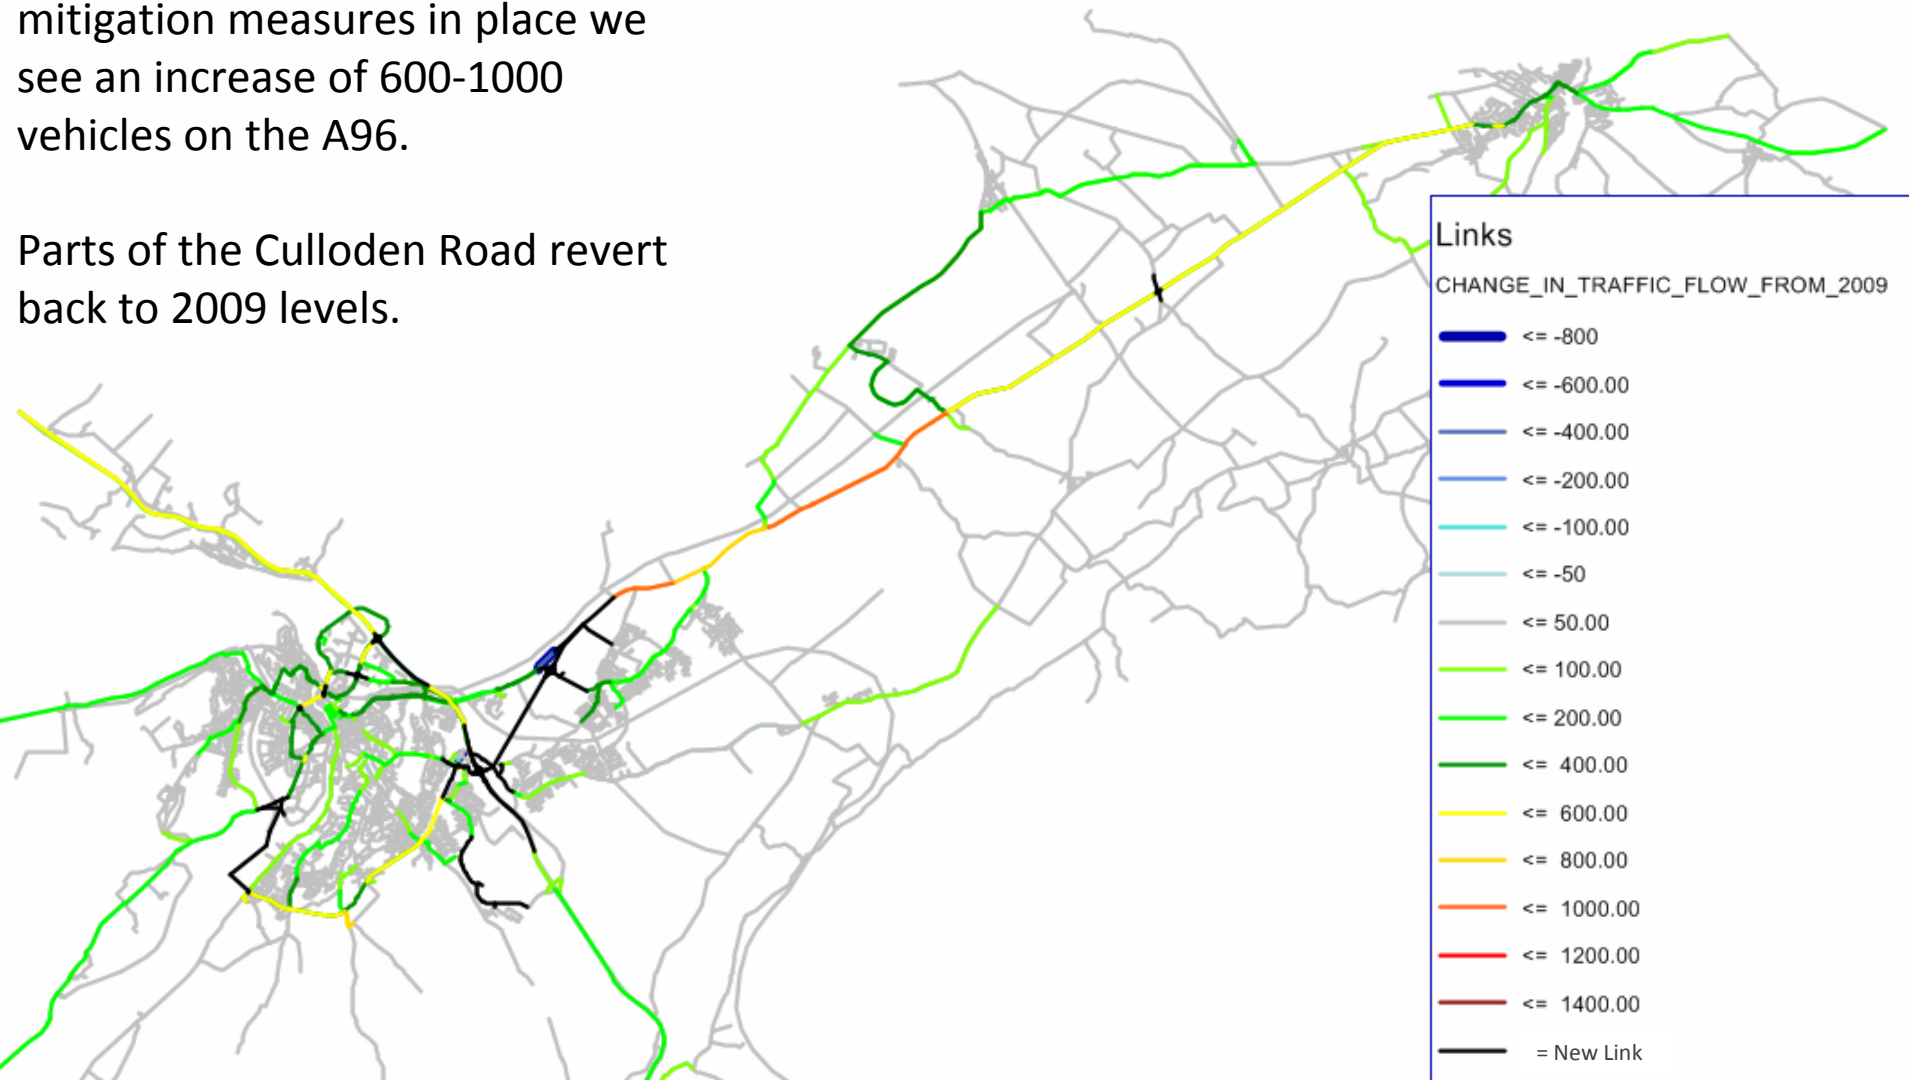 mitigation measures in place we
see an increase of 600-1000
vehicles on the A96.
Parts of the Culloden Road revert
back to 2009 levels.
Links
CHANGE_IN_TRAFFIC_FLOW_FROM_2009
<= -800
<= -600.00
<= -400.00
<= -200.00
<= -100.00
<= -50
<= 50.00
<= 100.00
<= 200.00
<= 400.00
<= 600.00
<= 800.00
<= 1000.00
<= 1200.00
<= 1400.00
= New Link